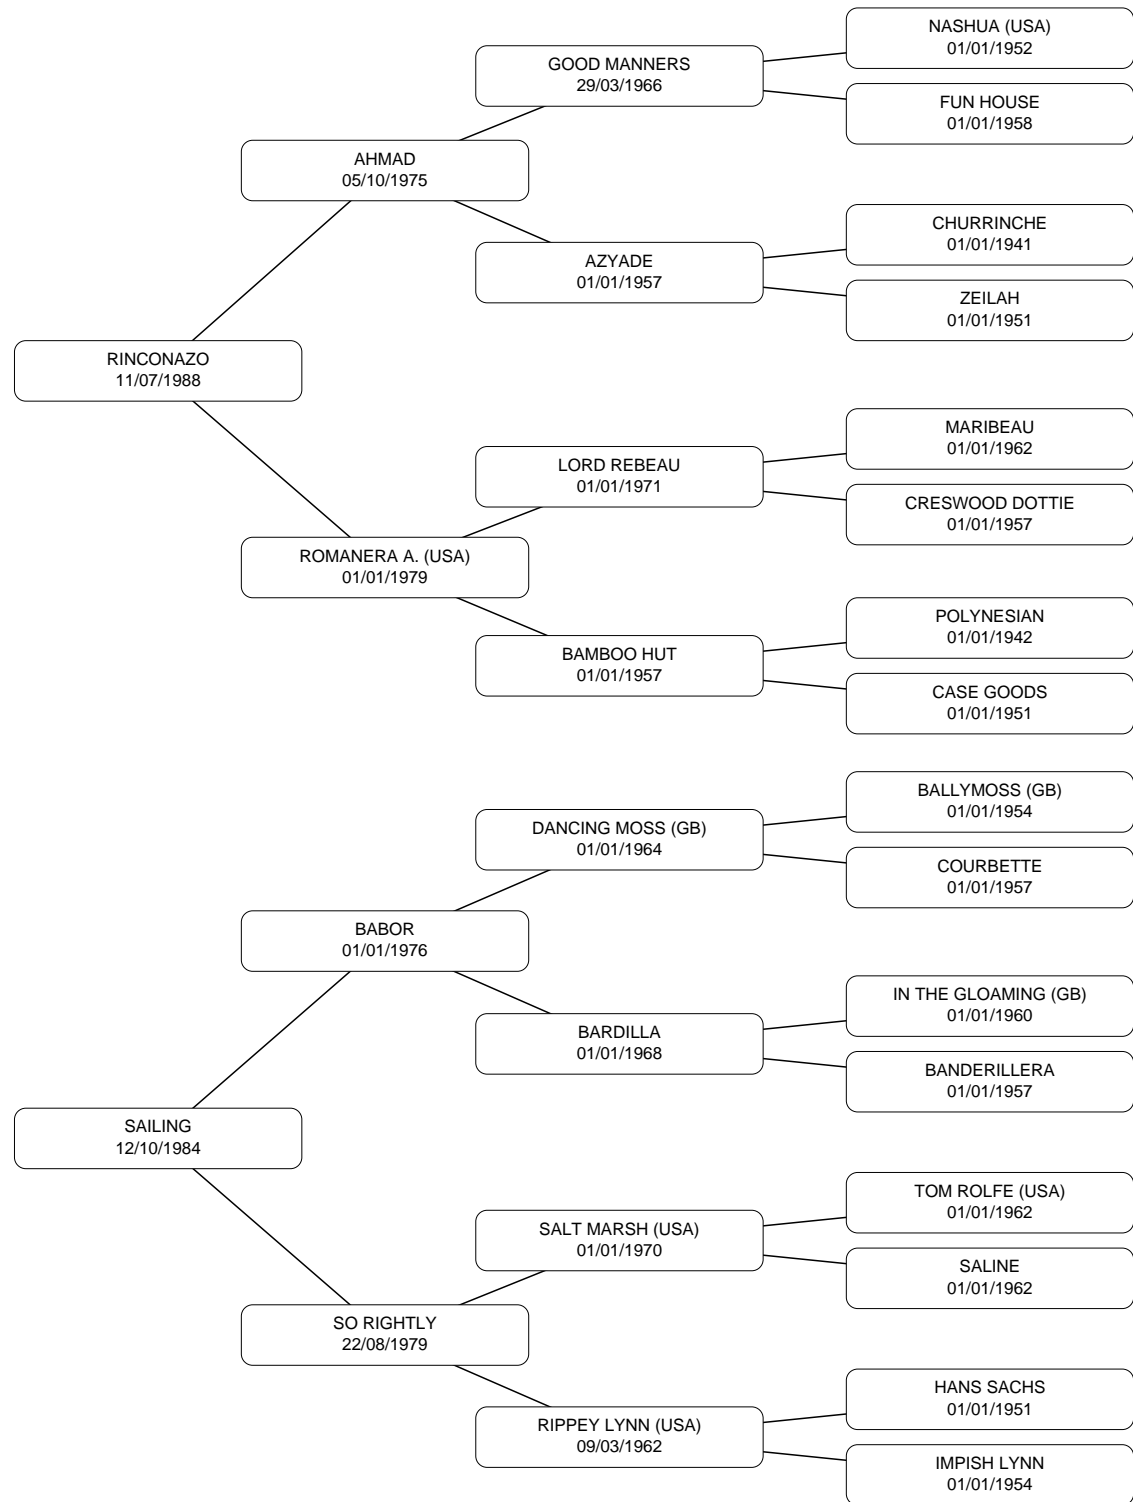 NASHUA (USA)
01/01/1952
GOOD MANNERS
29/03/1966
FUN HOUSE
01/01/1958
AHMAD
05/10/1975
CHURRINCHE
01/01/1941
AZYADE
01/01/1957
ZEILAH
01/01/1951
RINCONAZO
11/07/1988
MARIBEAU
01/01/1962
LORD REBEAU
01/01/1971
CRESWOOD DOTTIE
01/01/1957
ROMANERA A. (USA)
01/01/1979
POLYNESIAN
01/01/1942
BAMBOO HUT
01/01/1957
CASE GOODS
01/01/1951
BALLYMOSS (GB)
01/01/1954
DANCING MOSS (GB)
01/01/1964
COURBETTE
01/01/1957
BABOR
01/01/1976
IN THE GLOAMING (GB)
01/01/1960
BARDILLA
01/01/1968
BANDERILLERA
01/01/1957
SAILING
12/10/1984
TOM ROLFE (USA)
01/01/1962
SALT MARSH (USA)
01/01/1970
SALINE
01/01/1962
SO RIGHTLY
22/08/1979
HANS SACHS
01/01/1951
RIPPEY LYNN (USA)
09/03/1962
IMPISH LYNN
01/01/1954